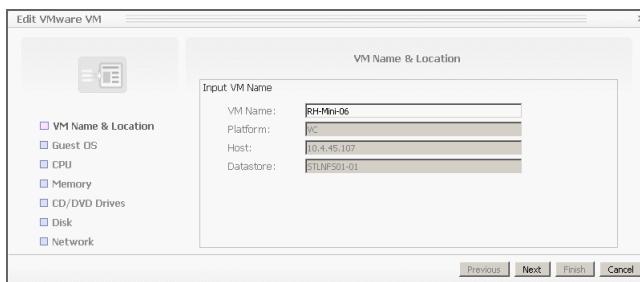 Edit VMware VM
VM Name & Location
Guest OS
CPU
Memory
CD/DVD Drives
Disk
Network
VM Name & Location
Input VM Name
VM Name: RH-Mini-06
Platform: VC
Host: 10.4.45.107
Datastore: STLNPS01-01
Previous Next Finish Cancel